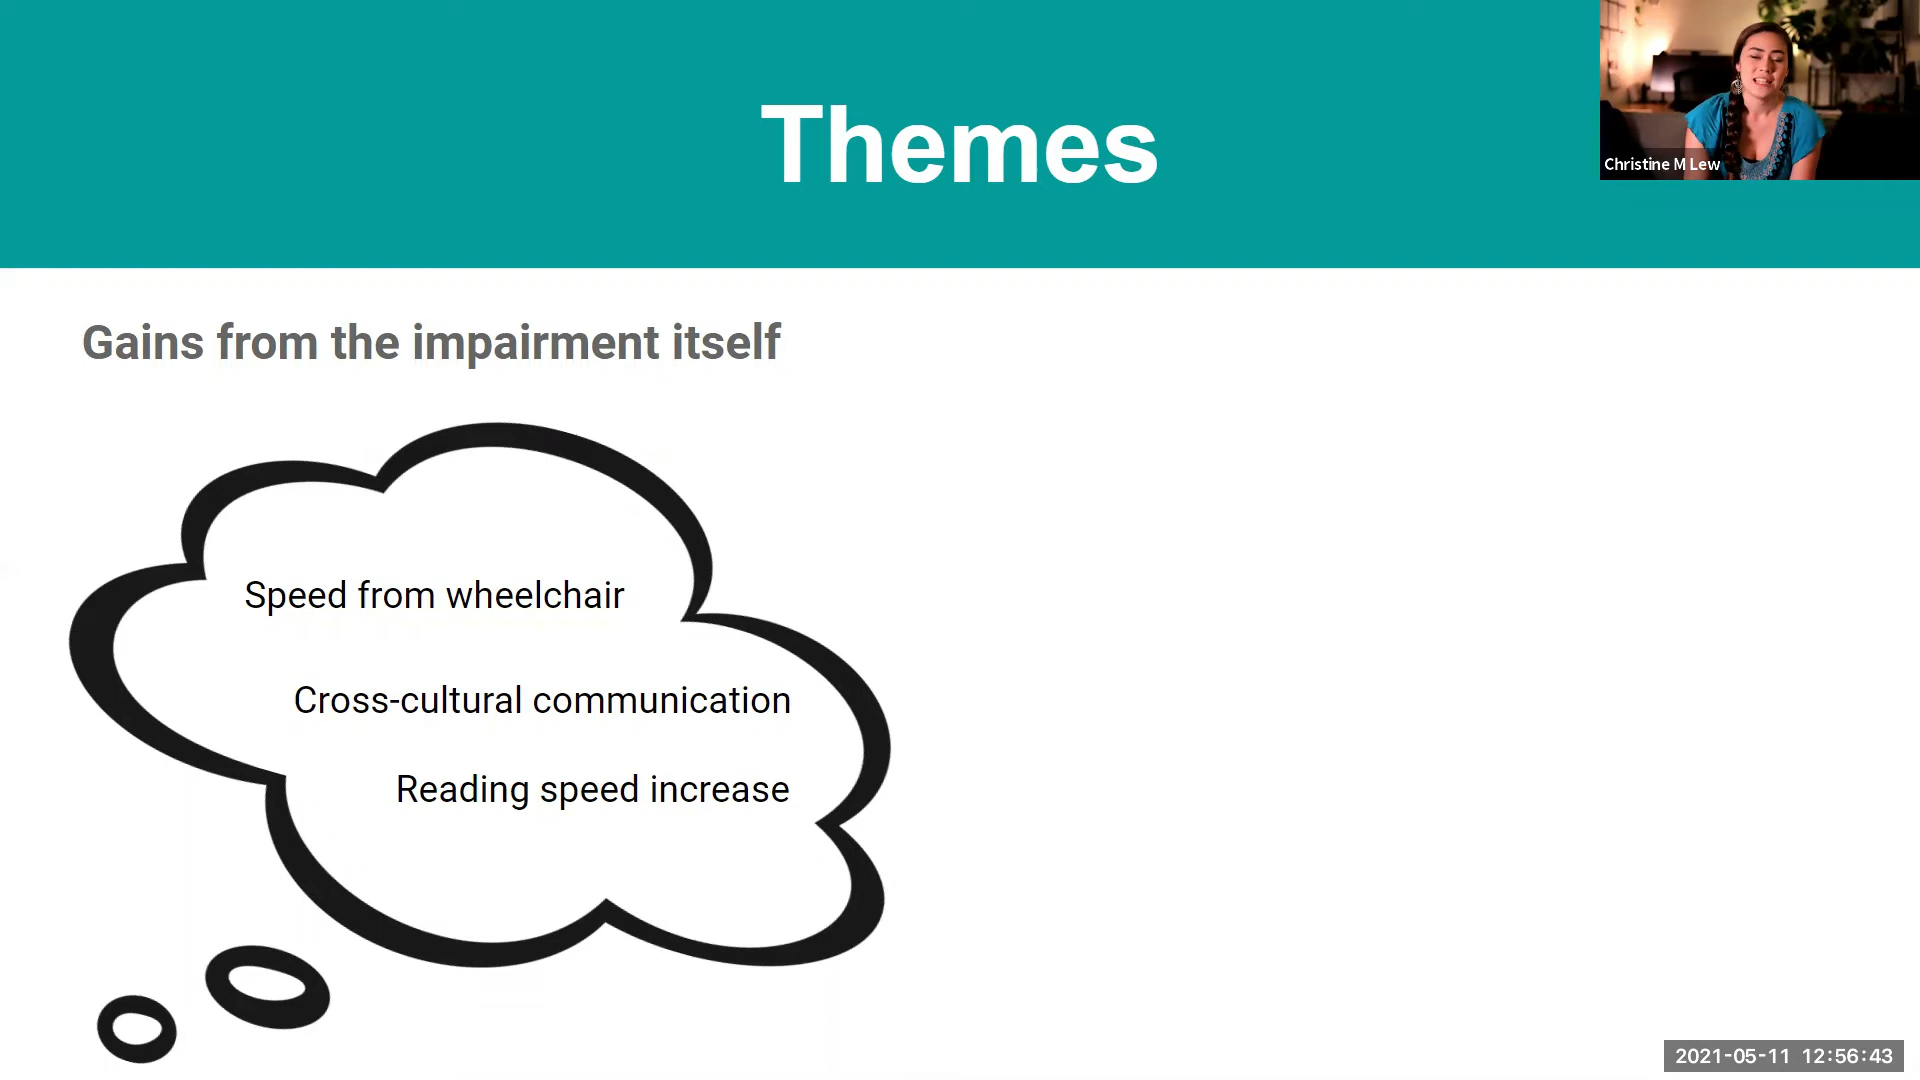 Themes
Christine M Lew
Gains from the impairment itself
Speed from wheelchair
Cross-cultural communication
Reading speed increase
2021-05-11 12:56:43